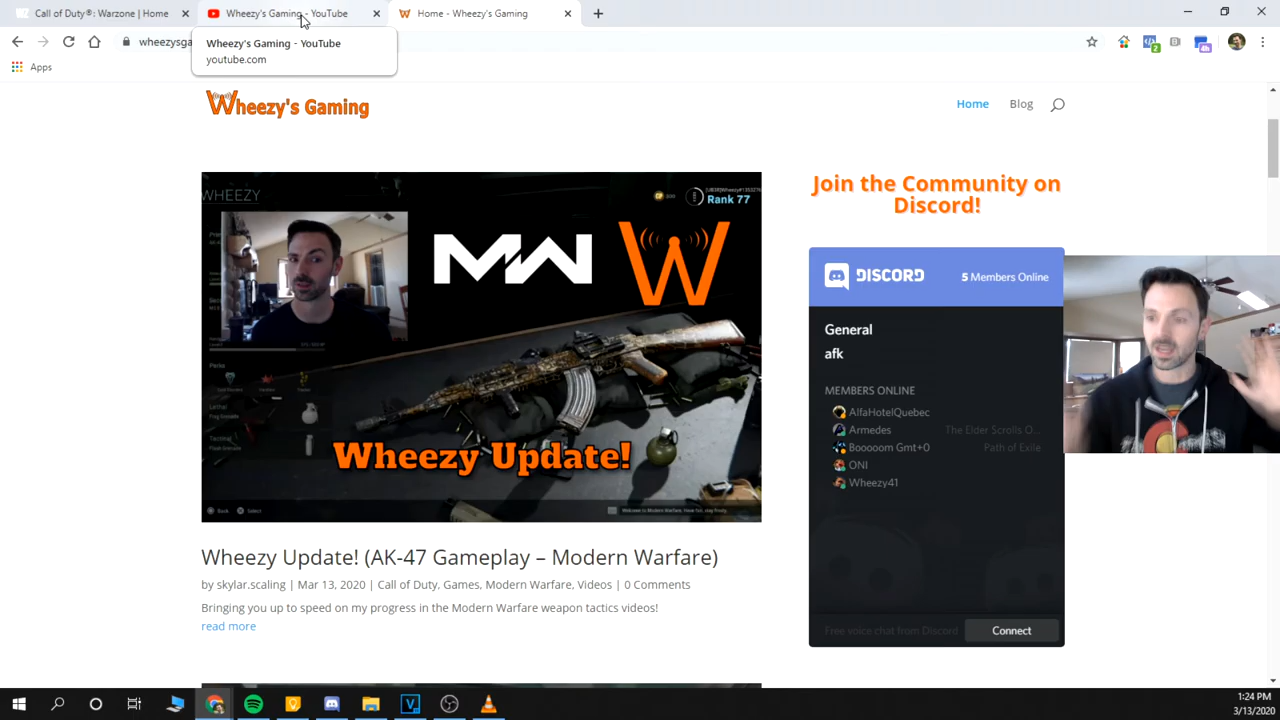 Call of Duty®: Warzone | Home
Wheezy's Gaming - YouTube
Home - Wheezy's Gaming
wheezysga
Wheezy's Gaming - YouTube
youtube.com
Apps
Wheezy's Gaming
Home
Blog
WHEEZY
Rank 77
MW
W
Wheezy Update!
Back
Select
Wheezy Update! (AK-47 Gameplay – Modern Warfare)
by skylar.scaling | Mar 13, 2020 | Call of Duty, Games, Modern Warfare, Videos | 0 Comments
Bringing you up to speed on my progress in the Modern Warfare weapon tactics videos!
read more
Join the Community on
Discord!
DISCORD
5 Members Online
General
afk
MEMBERS ONLINE
AlfaHotelQuebec
Armedes The Elder Scrolls O...
Booooom Gmt+0 Path of Exile
ONI
Wheezy41
Free voice chat from Discord
Connect
1:24 PM
3/13/2020